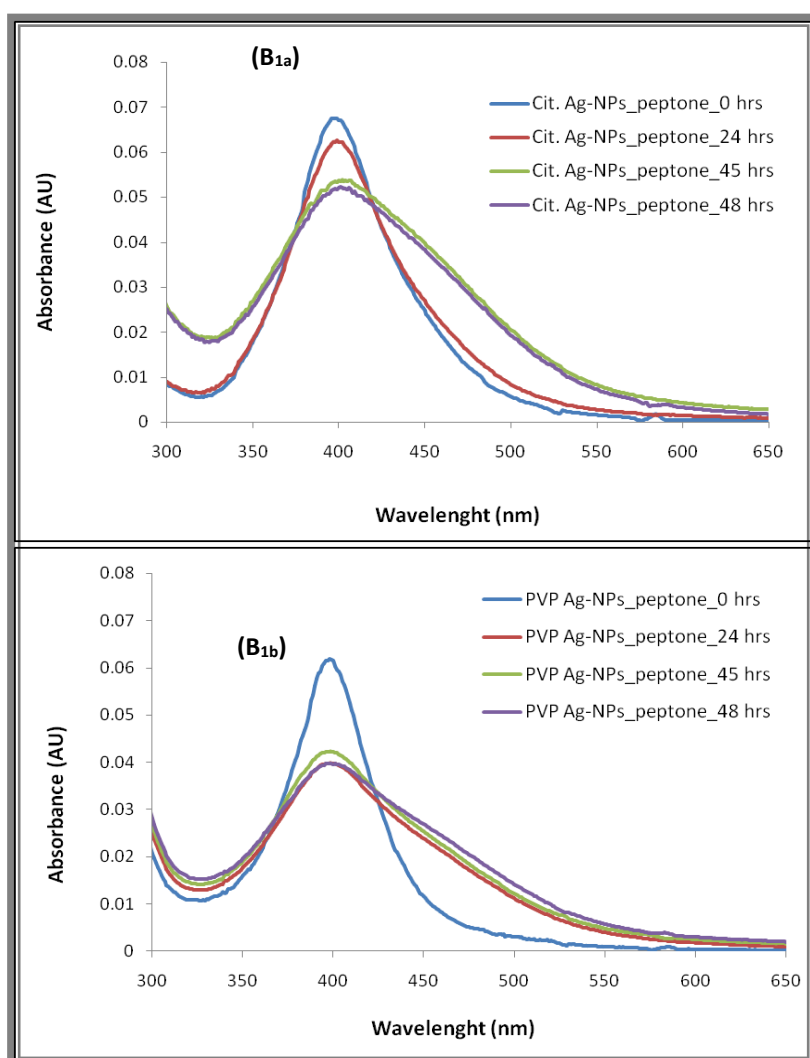 (B1a)
0.08
0.07
0.06
0.05
0.04
0.03
0.02
0.01
0
Absorbance (AU)
Cit. Ag-NPs_peptone_0 hrs
Cit. Ag-NPs_peptone_24 hrs
Cit. Ag-NPs_peptone_45 hrs
Cit. Ag-NPs_peptone_48 hrs
300 350 400 450 500 550 600 650
Wavelenght (nm)
(B1b)
0.08
0.07
0.06
0.05
0.04
0.03
0.02
0.01
0
Absorbance (AU)
PVP Ag-NPs_peptone_0 hrs
PVP Ag-NPs_peptone_24 hrs
PVP Ag-NPs_peptone_45 hrs
PVP Ag-NPs_peptone_48 hrs
300 350 400 450 500 550 600 650
Wavelenght (nm)